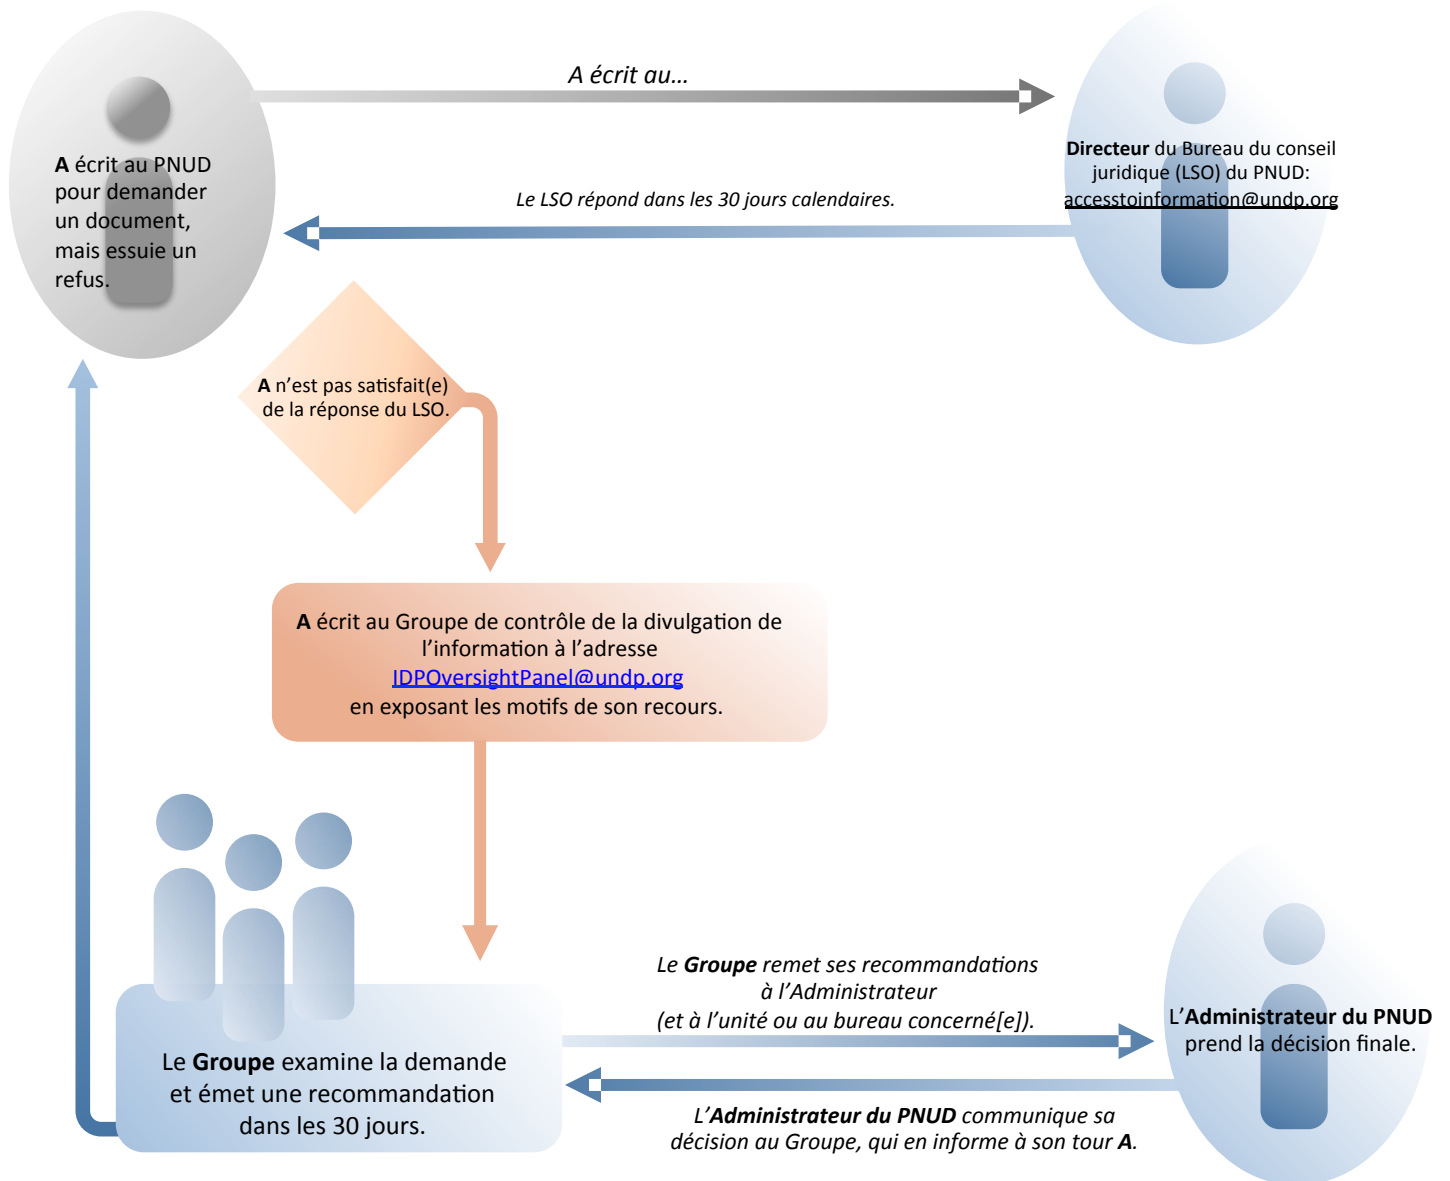 A écrit au...
A écrit au PNUD
pour demander
un document,
mais essuie un
refus.
Directeur du Bureau du conseil
juridique (LSO) du PNUD:
accesstoinformation@undp.org
Le LSO répond dans les 30 jours calendaires.
A n’est pas satisfait(e)
de la réponse du LSO.
A écrit au Groupe de contrôle de la divulgation de
l’information à l’adresse
IDPOversightPanel@undp.org
en exposant les motifs de son recours.
Le Groupe remet ses recommandations
à l’Administrateur
(et à l’unité ou au bureau concerné[e]).
L’Administrateur du PNUD
prend la décision finale.
Le Groupe examine la demande
et émet une recommandation
dans les 30 jours.
L’Administrateur du PNUD communique sa
décision au Groupe, qui en informe à son tour A.